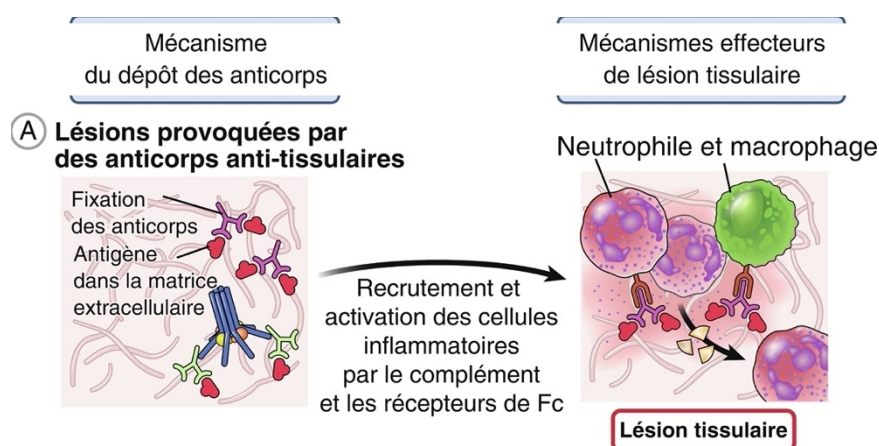 Mécanisme
du dépôt des anticorps
Mécanismes effecteurs
de lésion tissulaire
A Lésions provoquées par
des anticorps anti-tissulaires
Fixation
des anticorps
Antigène
dans la matrice
extracellulaire
Recrutement et
activation des cellules
inflammatoires
par le complément
et les récepteurs de Fc
Neutrophile et macrophage
Lésion tissulaire